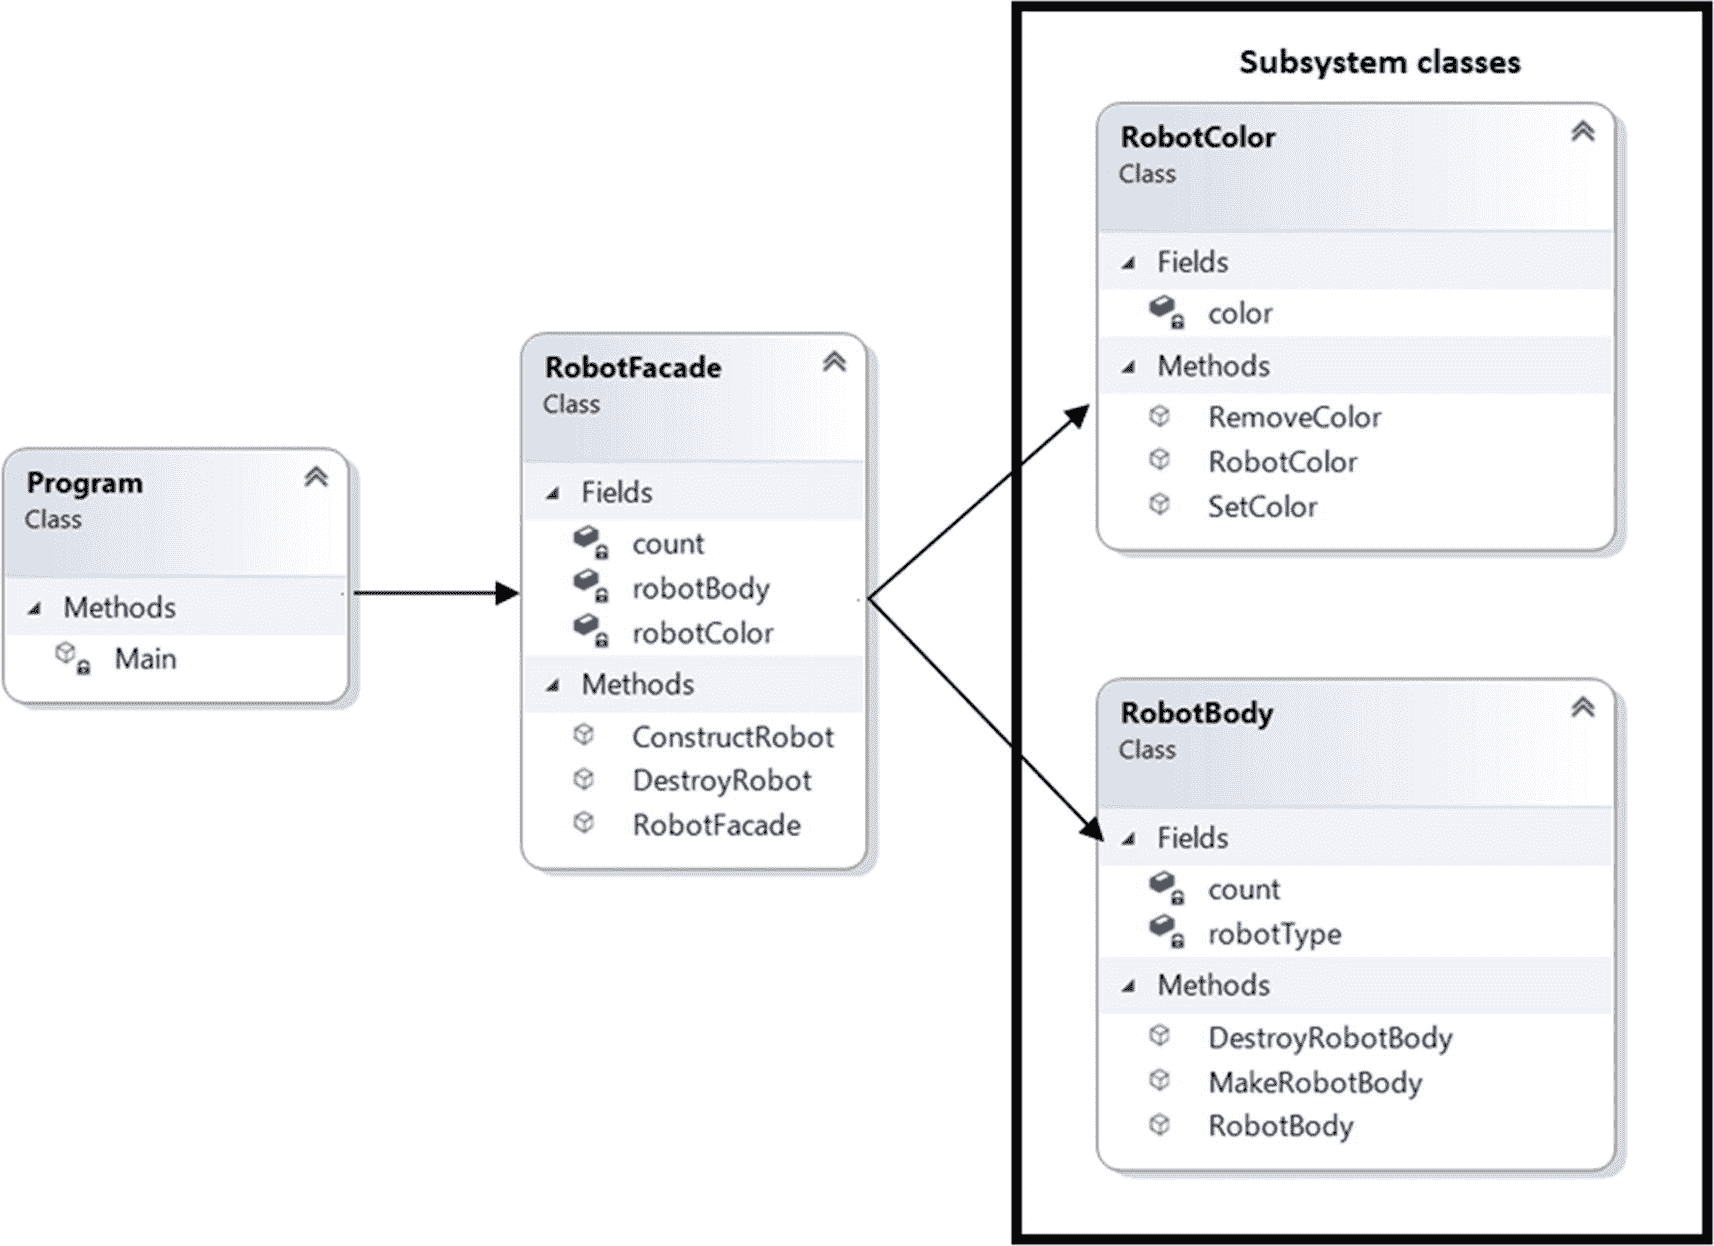 Program
Class
Methods
Main
RobotFacade
Class
Fields
count
robotBody
robotColor
Methods
ConstructRobot
DestroyRobot
RobotFacade
Subsystem classes
RobotColor
Class
Fields
color
Methods
RemoveColor
RobotColor
SetColor
RobotBody
Class
Fields
count
robotType
Methods
DestroyRobotBody
MakeRobotBody
RobotBody